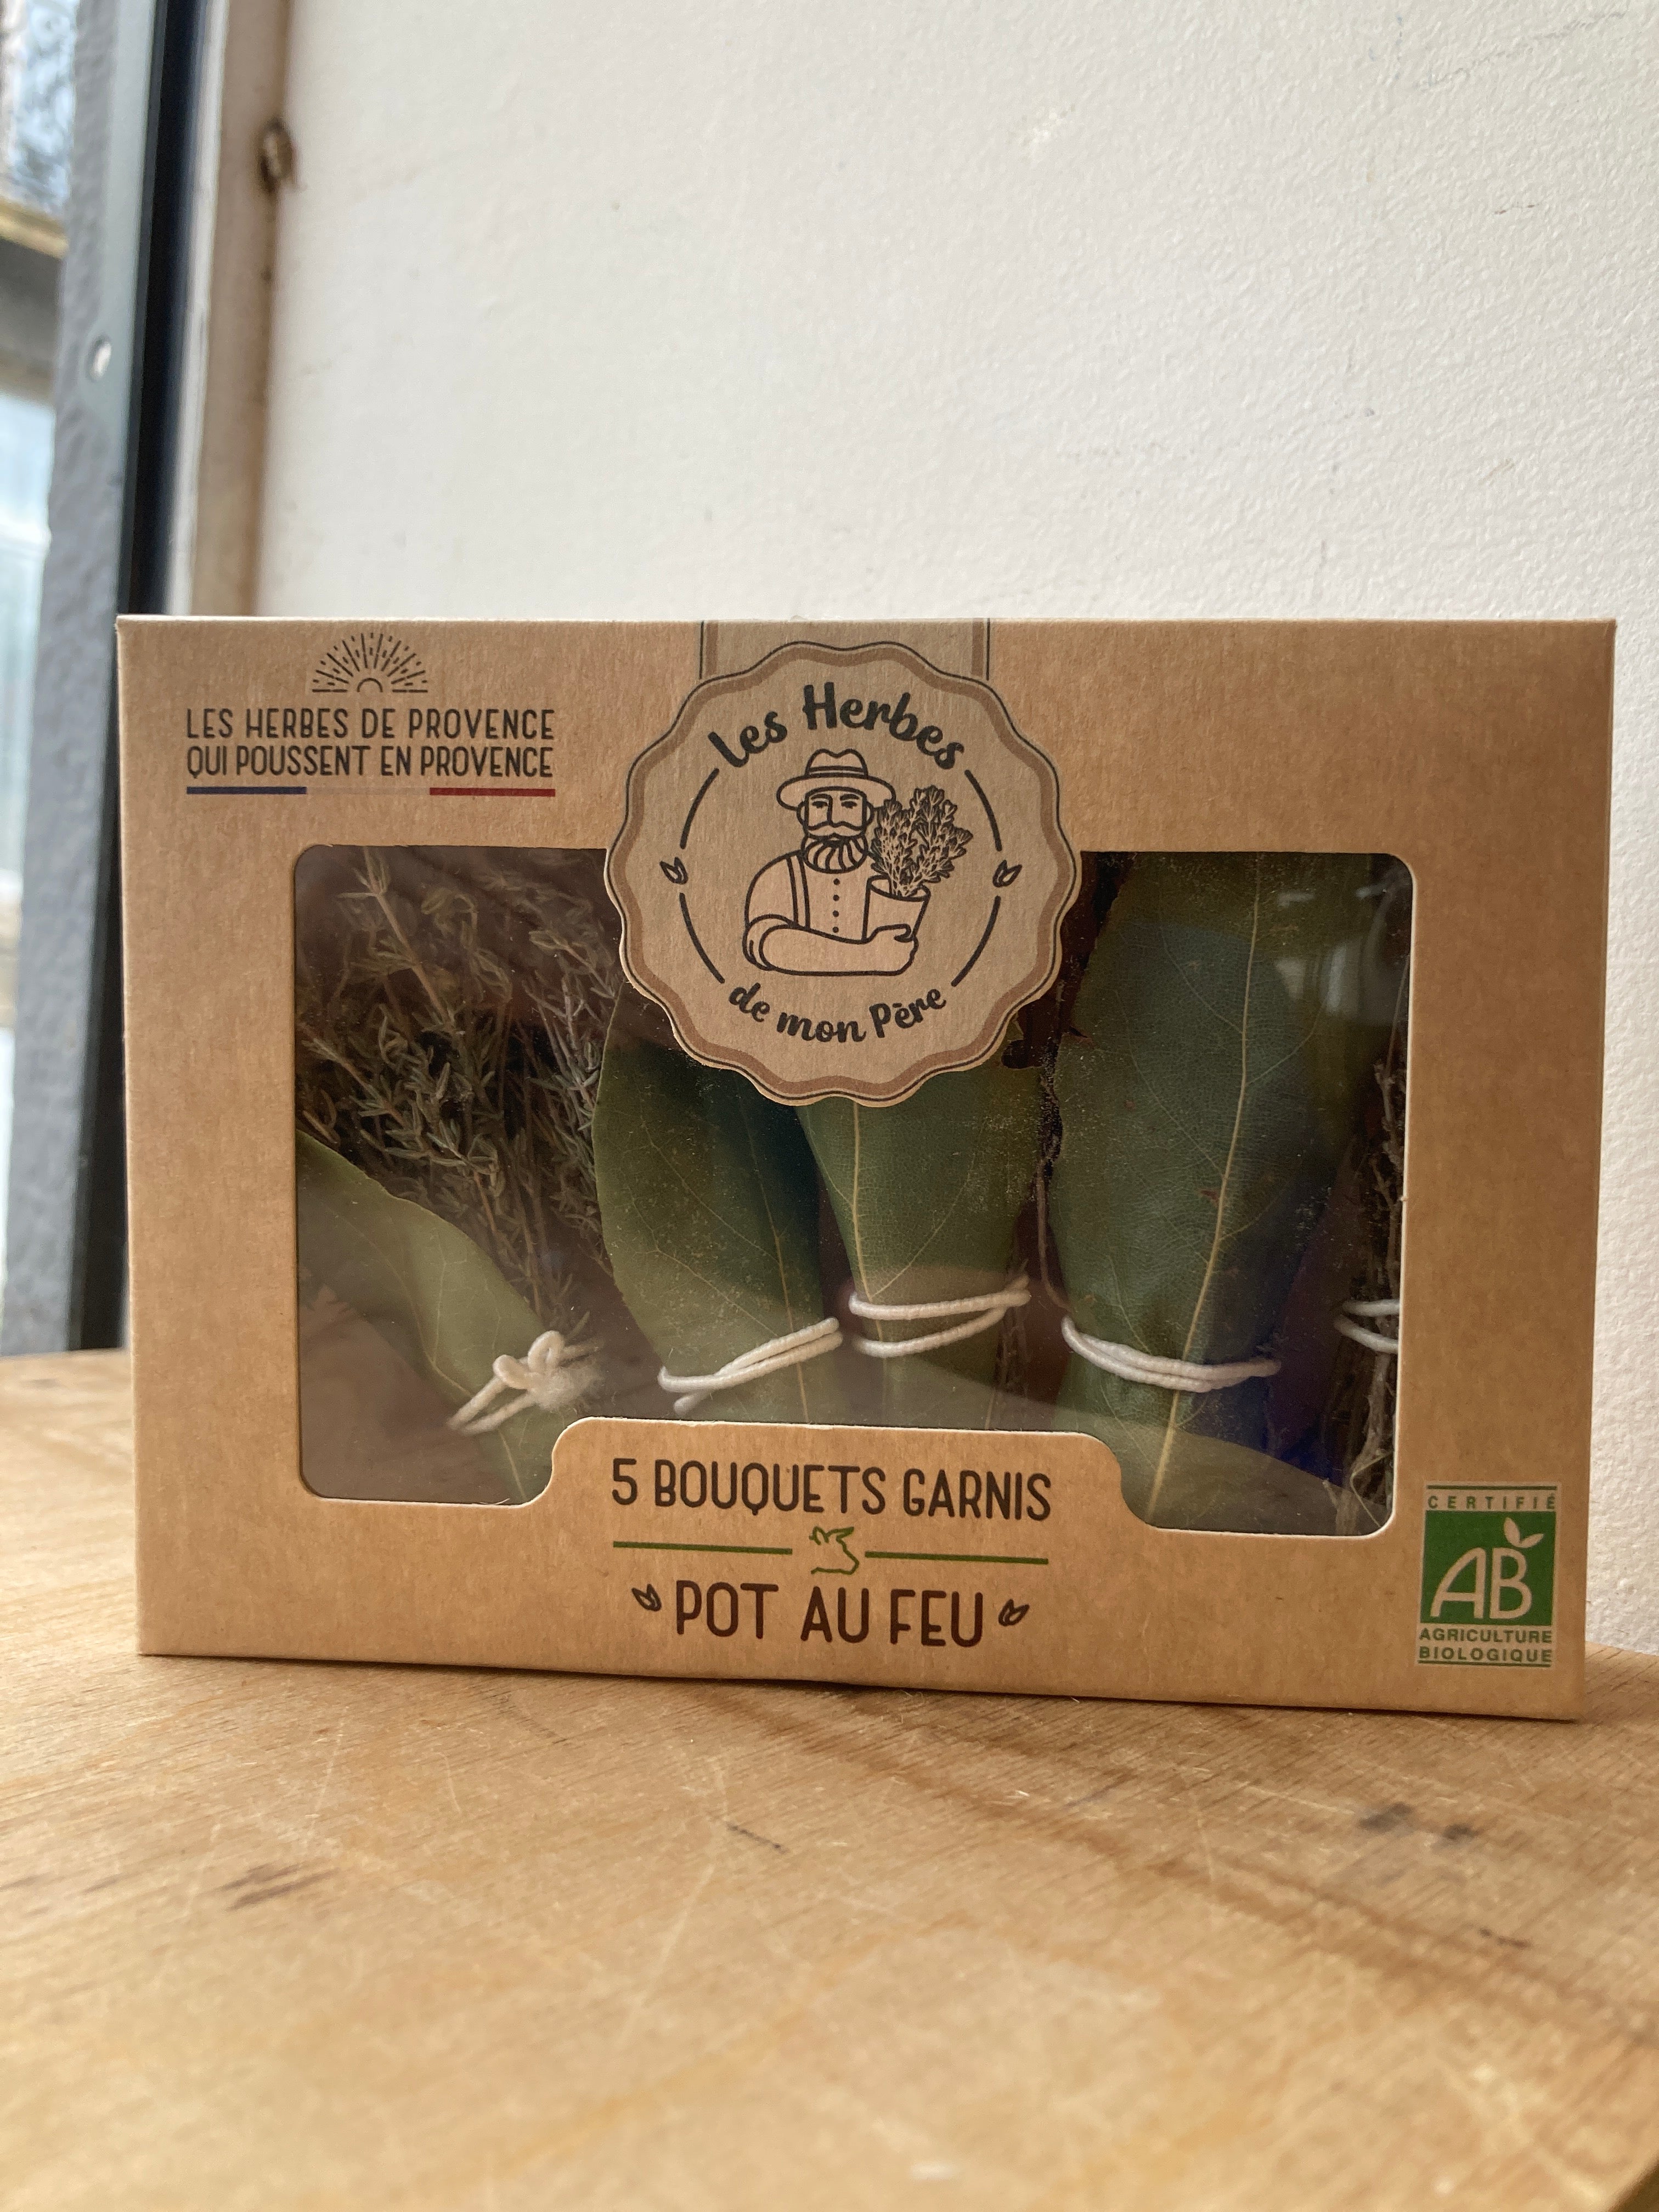 LES HERBES DE PROVENCE
QUI POUSSENT EN PROVENCE
Les Herbes
de mon Père
5 BOUQUETS GARNIS
POT AU FEU
CERTIFIÉ
AB
AGRICULTURE
BIOLOGIQUE